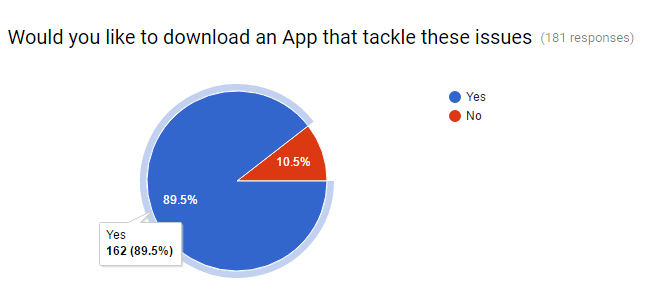 Would you like to download an App that tackle these issues (181 responses)
Yes
No
10.5%
89.5%
Yes
162 (89.5%)